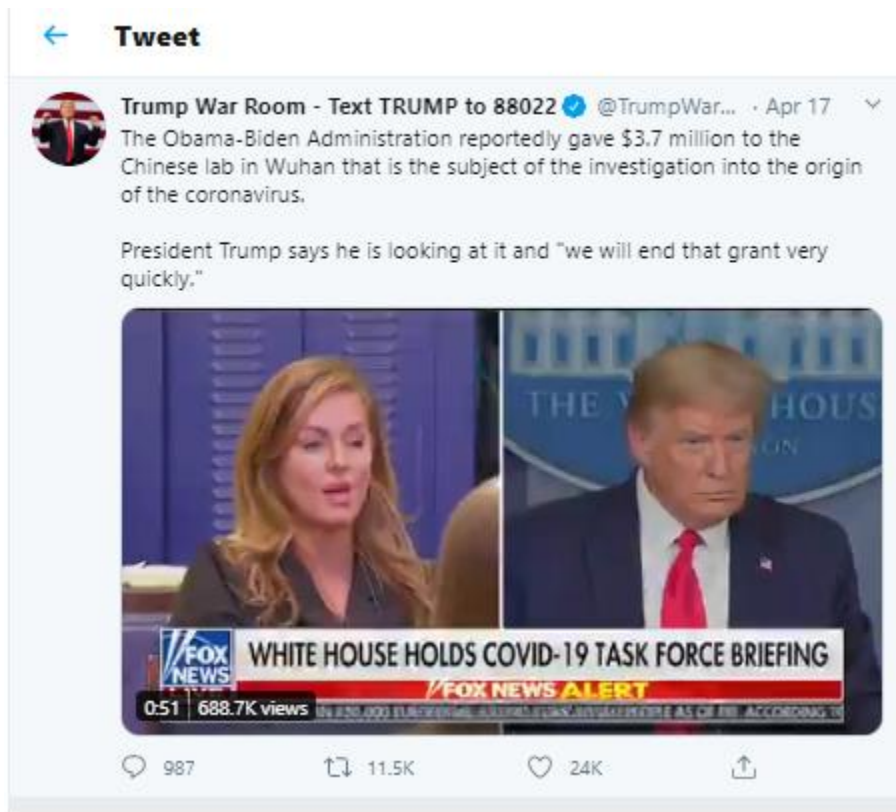 Tweet
Trump War Room - Text TRUMP to 88022 @TrumpWar... · Apr 17
The Obama-Biden Administration reportedly gave $3.7 million to the
Chinese lab in Wuhan that is the subject of the investigation into the origin
of the coronavirus.
President Trump says he is looking at it and "we will end that grant very
quickly."
THE HOUS
ON
FOX
NEWS
WHITE HOUSE HOLDS COVID-19 TASK FORCE BRIEFING
FOX NEWS ALERT
0:51 688.7K views
ACCORDING
987 11.5K 24K